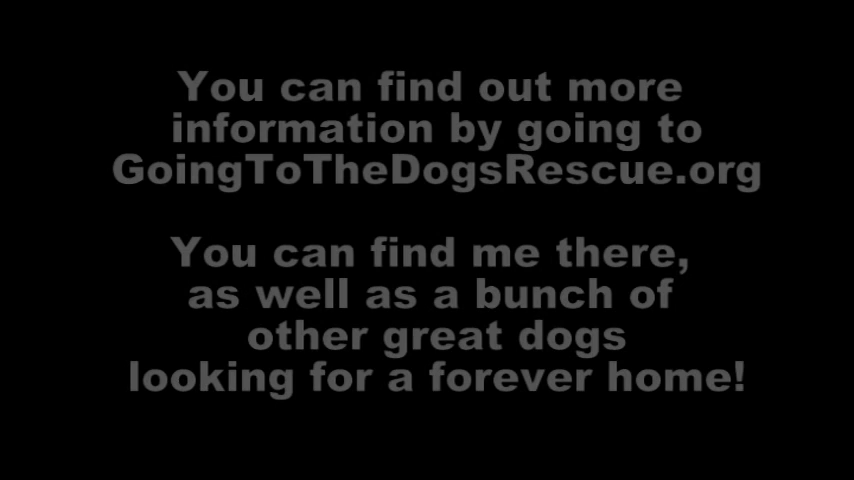 You can find out more
information by going to
GoingToTheDogsRescue.org
You can find me there,
as well as a bunch of
other great dogs
looking for a forever home!